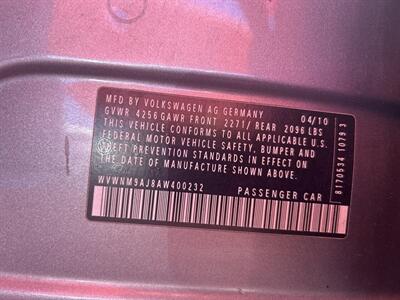 MFD BY VOLKSWAGEN AG GERMANY 04/10
GVWR 4256 GAWR FRONT 2271/ REAR 2096 LBS
THIS VEHICLE CONFORMS TO ALL APPLICABLE U.S.
FEDERAL MOTOR VEHICLE SAFETY, BUMPER AND
THEFT PREVENTION STANDARDS IN EFFECT ON
THE DATE OF MANUFACTURE SHOWN ABOVE.
WVWNM9AJ8AW400232 PASSENGER CAR
8170534 1079 3